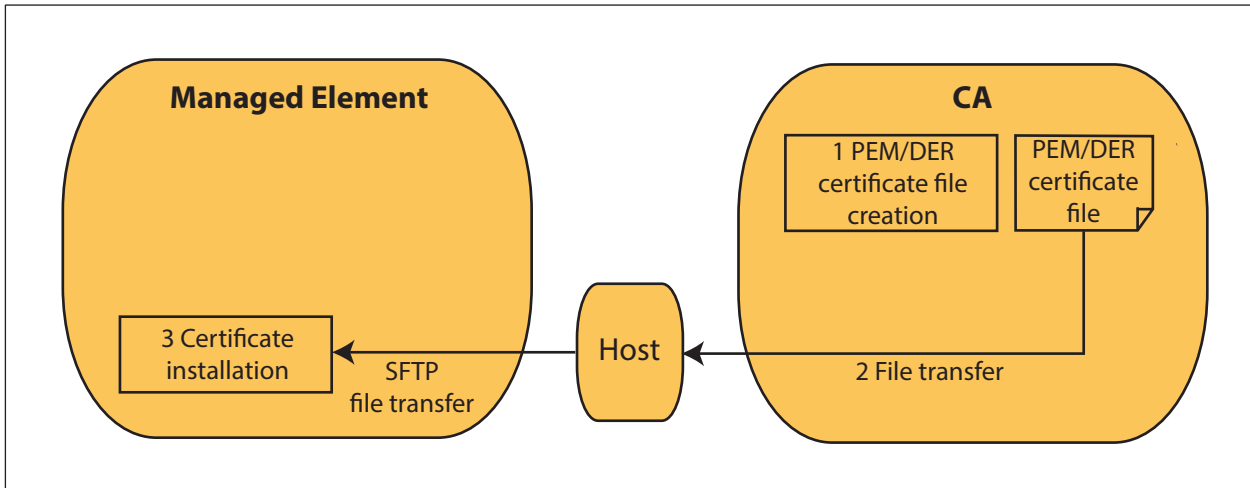 Managed Element
CA
1 PEM/DER
certificate file
creation
PEM/DER
certificate
file
3 Certificate
installation
SFTP
file transfer
Host
2 File transfer